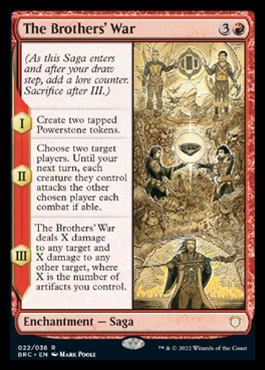 The Brothers' War
3
(As this Saga enters
and after your draw
step, add a lore counter.
Sacrifice after III.)
I
Create two tapped
Powerstone tokens.
II
Choose two target
players. Until your
next turn, each
creature they control
attacks the other
chosen player each
combat if able.
III
The Brothers' War
deals X damage
to any target and
X damage to any
other target, where
X is the number of
artifacts you control.
Enchantment — Saga
022/036 R
BRC • EN MARK POOLE
™ & © 2022 Wizards of the Coast